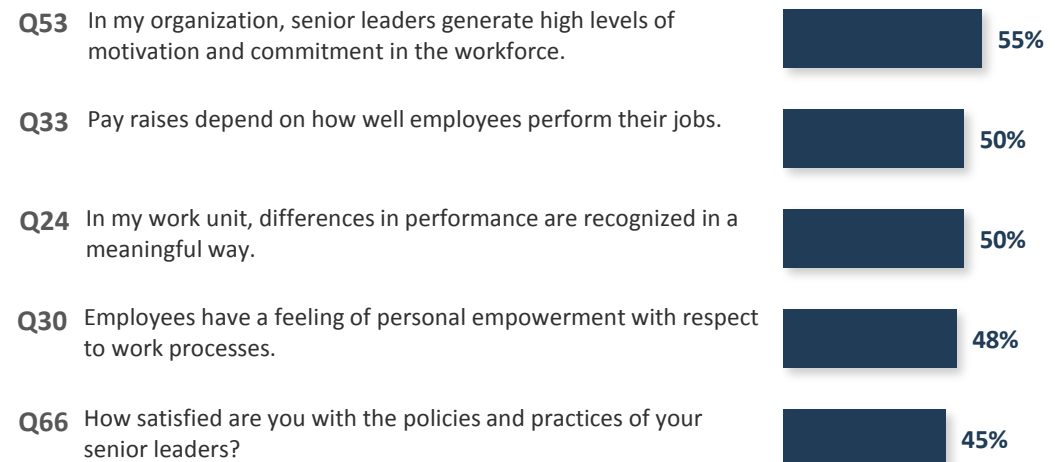 Q53 In my organization, senior leaders generate high levels of
motivation and commitment in the workforce.
55%
Q33 Pay raises depend on how well employees perform their jobs.
50%
Q24 In my work unit, differences in performance are recognized in a
meaningful way.
50%
Q30 Employees have a feeling of personal empowerment with respect
to work processes.
48%
Q66 How satisfied are you with the policies and practices of your
senior leaders?
45%